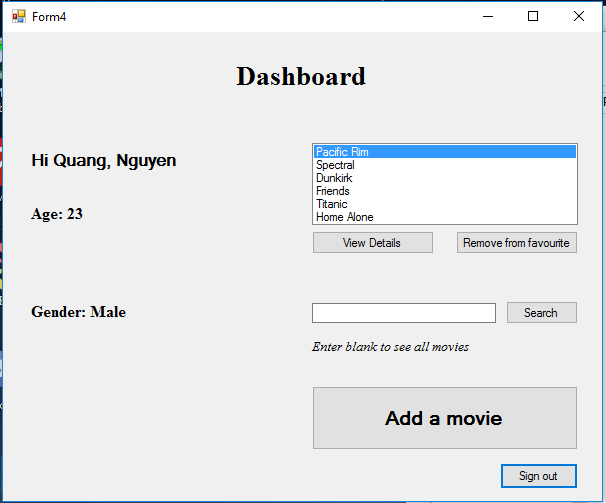 Form4
Dashboard
Hi Quang, Nguyen
Age: 23
Gender: Male
Pacific Rim
Spectral
Dunkirk
Friends
Titanic
Home Alone
View Details
Remove from favourite
Search
Enter blank to see all movies
Add a movie
Sign out